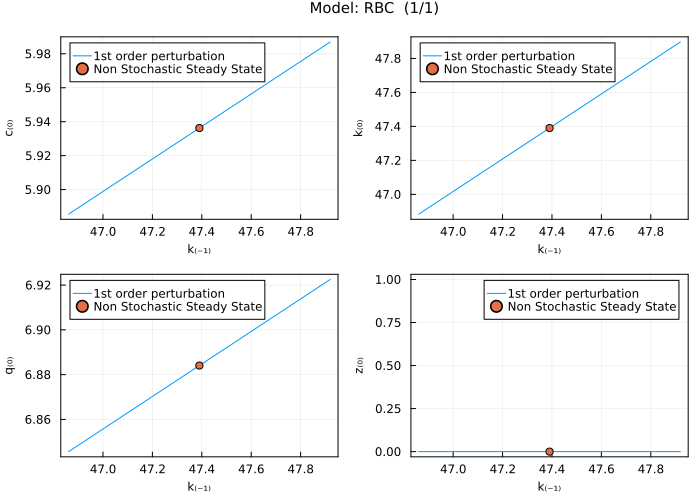 Model: RBC (1/1)
1st order perturbation
Non Stochastic Steady State
c₍₀₎
5.98
5.96
5.94
5.92
5.90
47.0 47.2 47.4 47.6 47.8
k₍₋₁₎
1st order perturbation
Non Stochastic Steady State
k₍₀₎
47.8
47.6
47.4
47.2
47.0
47.0 47.2 47.4 47.6 47.8
k₍₋₁₎
1st order perturbation
Non Stochastic Steady State
q₍₀₎
6.92
6.90
6.88
6.86
47.0 47.2 47.4 47.6 47.8
k₍₋₁₎
1st order perturbation
Non Stochastic Steady State
z₍₀₎
1.00
0.75
0.50
0.25
0.00
47.0 47.2 47.4 47.6 47.8
k₍₋₁₎